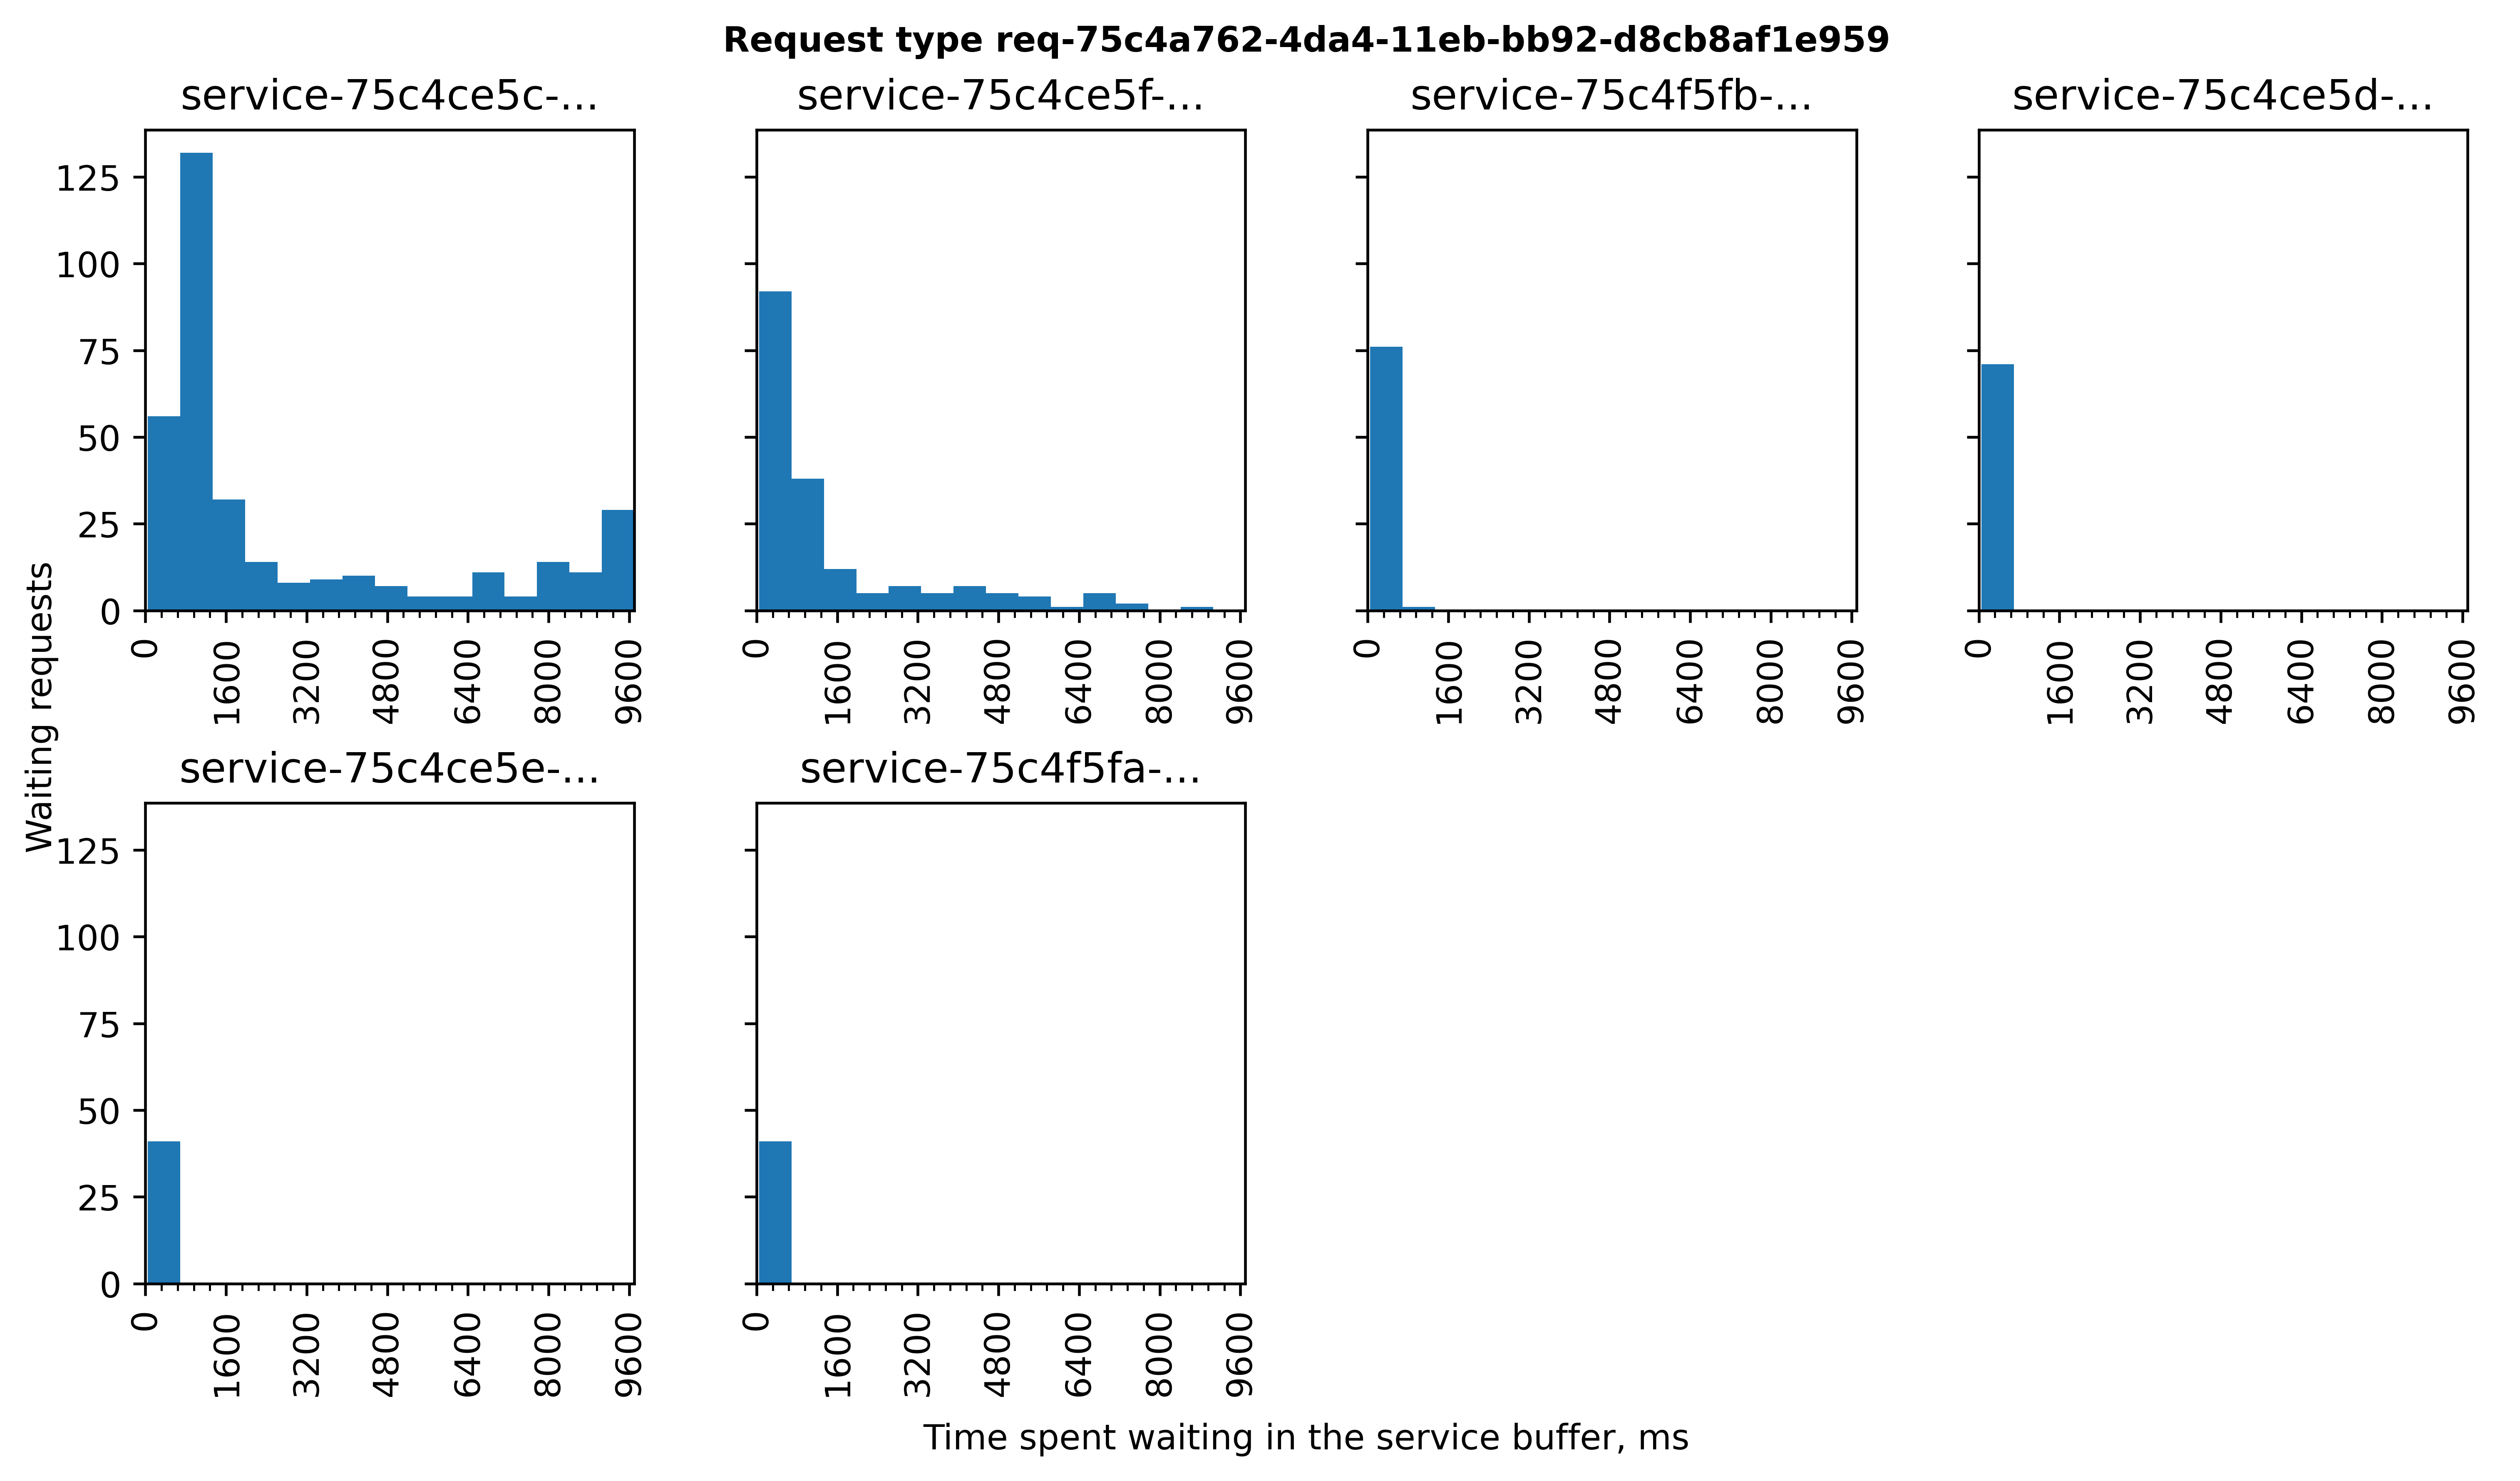 Request type req-75c4a762-4da4-11eb-bb92-d8cb8af1e959
service-75c4ce5c-...
service-75c4ce5f-...
service-75c4f5fb-...
service-75c4ce5d-...
125
100
75
50
25
0
0 1600 3200 4800 6400 8000 9600
0 1600 3200 4800 6400 8000 9600
0 1600 3200 4800 6400 8000 9600
0 1600 3200 4800 6400 8000 9600
Waiting requests
service-75c4ce5e-...
service-75c4f5fa-...
125
100
75
50
25
0
0 1600 3200 4800 6400 8000 9600
0 1600 3200 4800 6400 8000 9600
Time spent waiting in the service buffer, ms